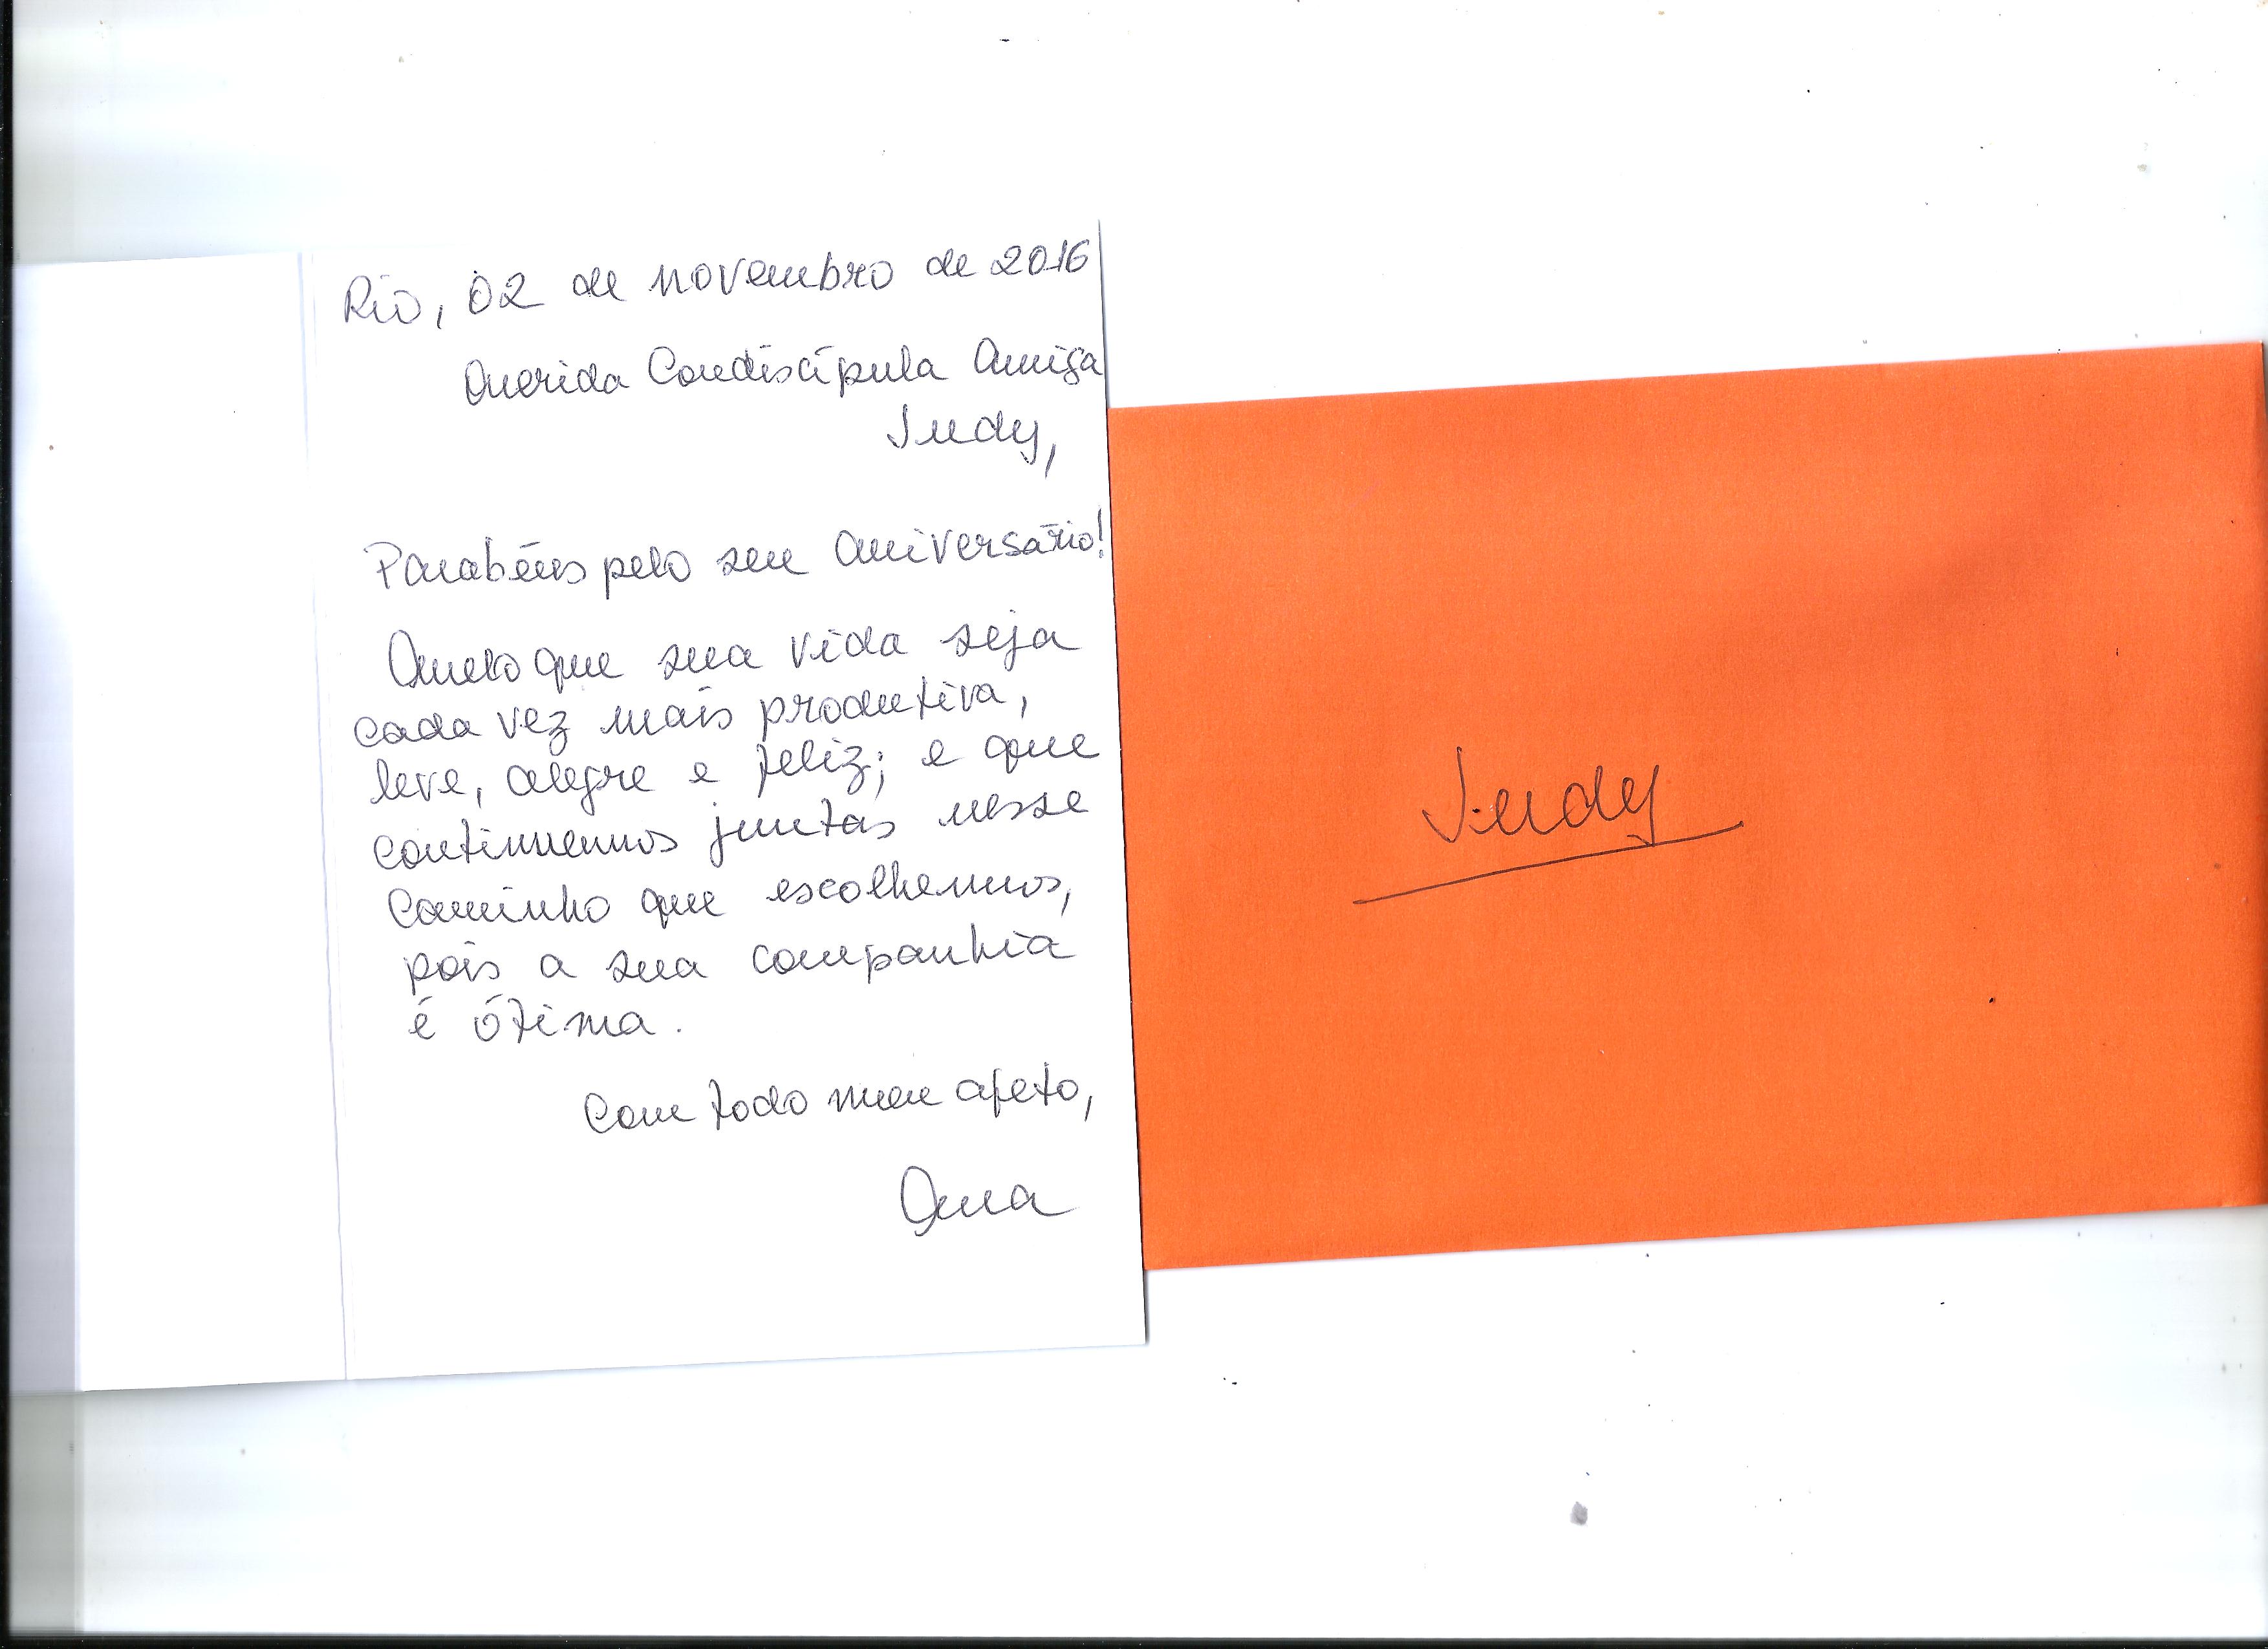 Rio, 02 de novembro de 2016
Querida Condiscípula Amiga
Judy,
Parabéns pelo seu aniversário!
Quero que sua vida seja
cada vez mais produtiva,
leve, alegre e feliz; e que
continuemos juntas nesse
caminho que escolhemos,
pois a sua companhia
é ótima.
Com todo meu afeto,
Ana
Judy